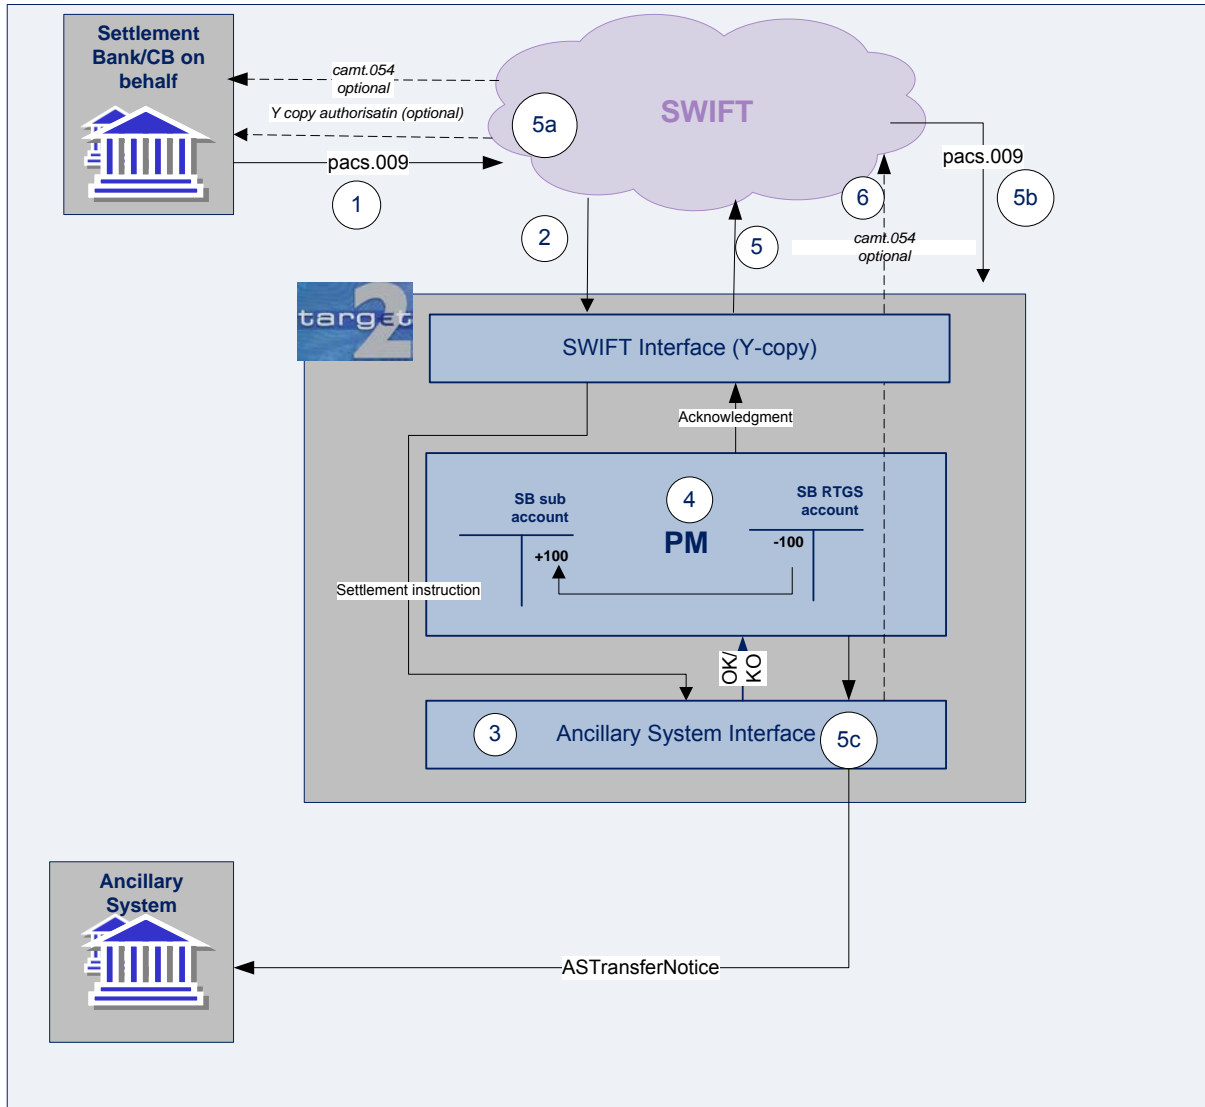 Settlement
Bank/CB on
behalf
SWIFT
camt.054
optional
Y copy authorisatin (optional)
5a
pacs.009
1
pacs.009
5b
6
2
5
camt.054
optional
target
2
SWIFT Interface (Y-copy)
Acknowledgment
SB sub
account
4
SB RTGS
account
PM
+100
-100
Settlement instruction
OK/
KO
3
Ancillary System Interface
5c
Ancillary
System
ASTransferNotice